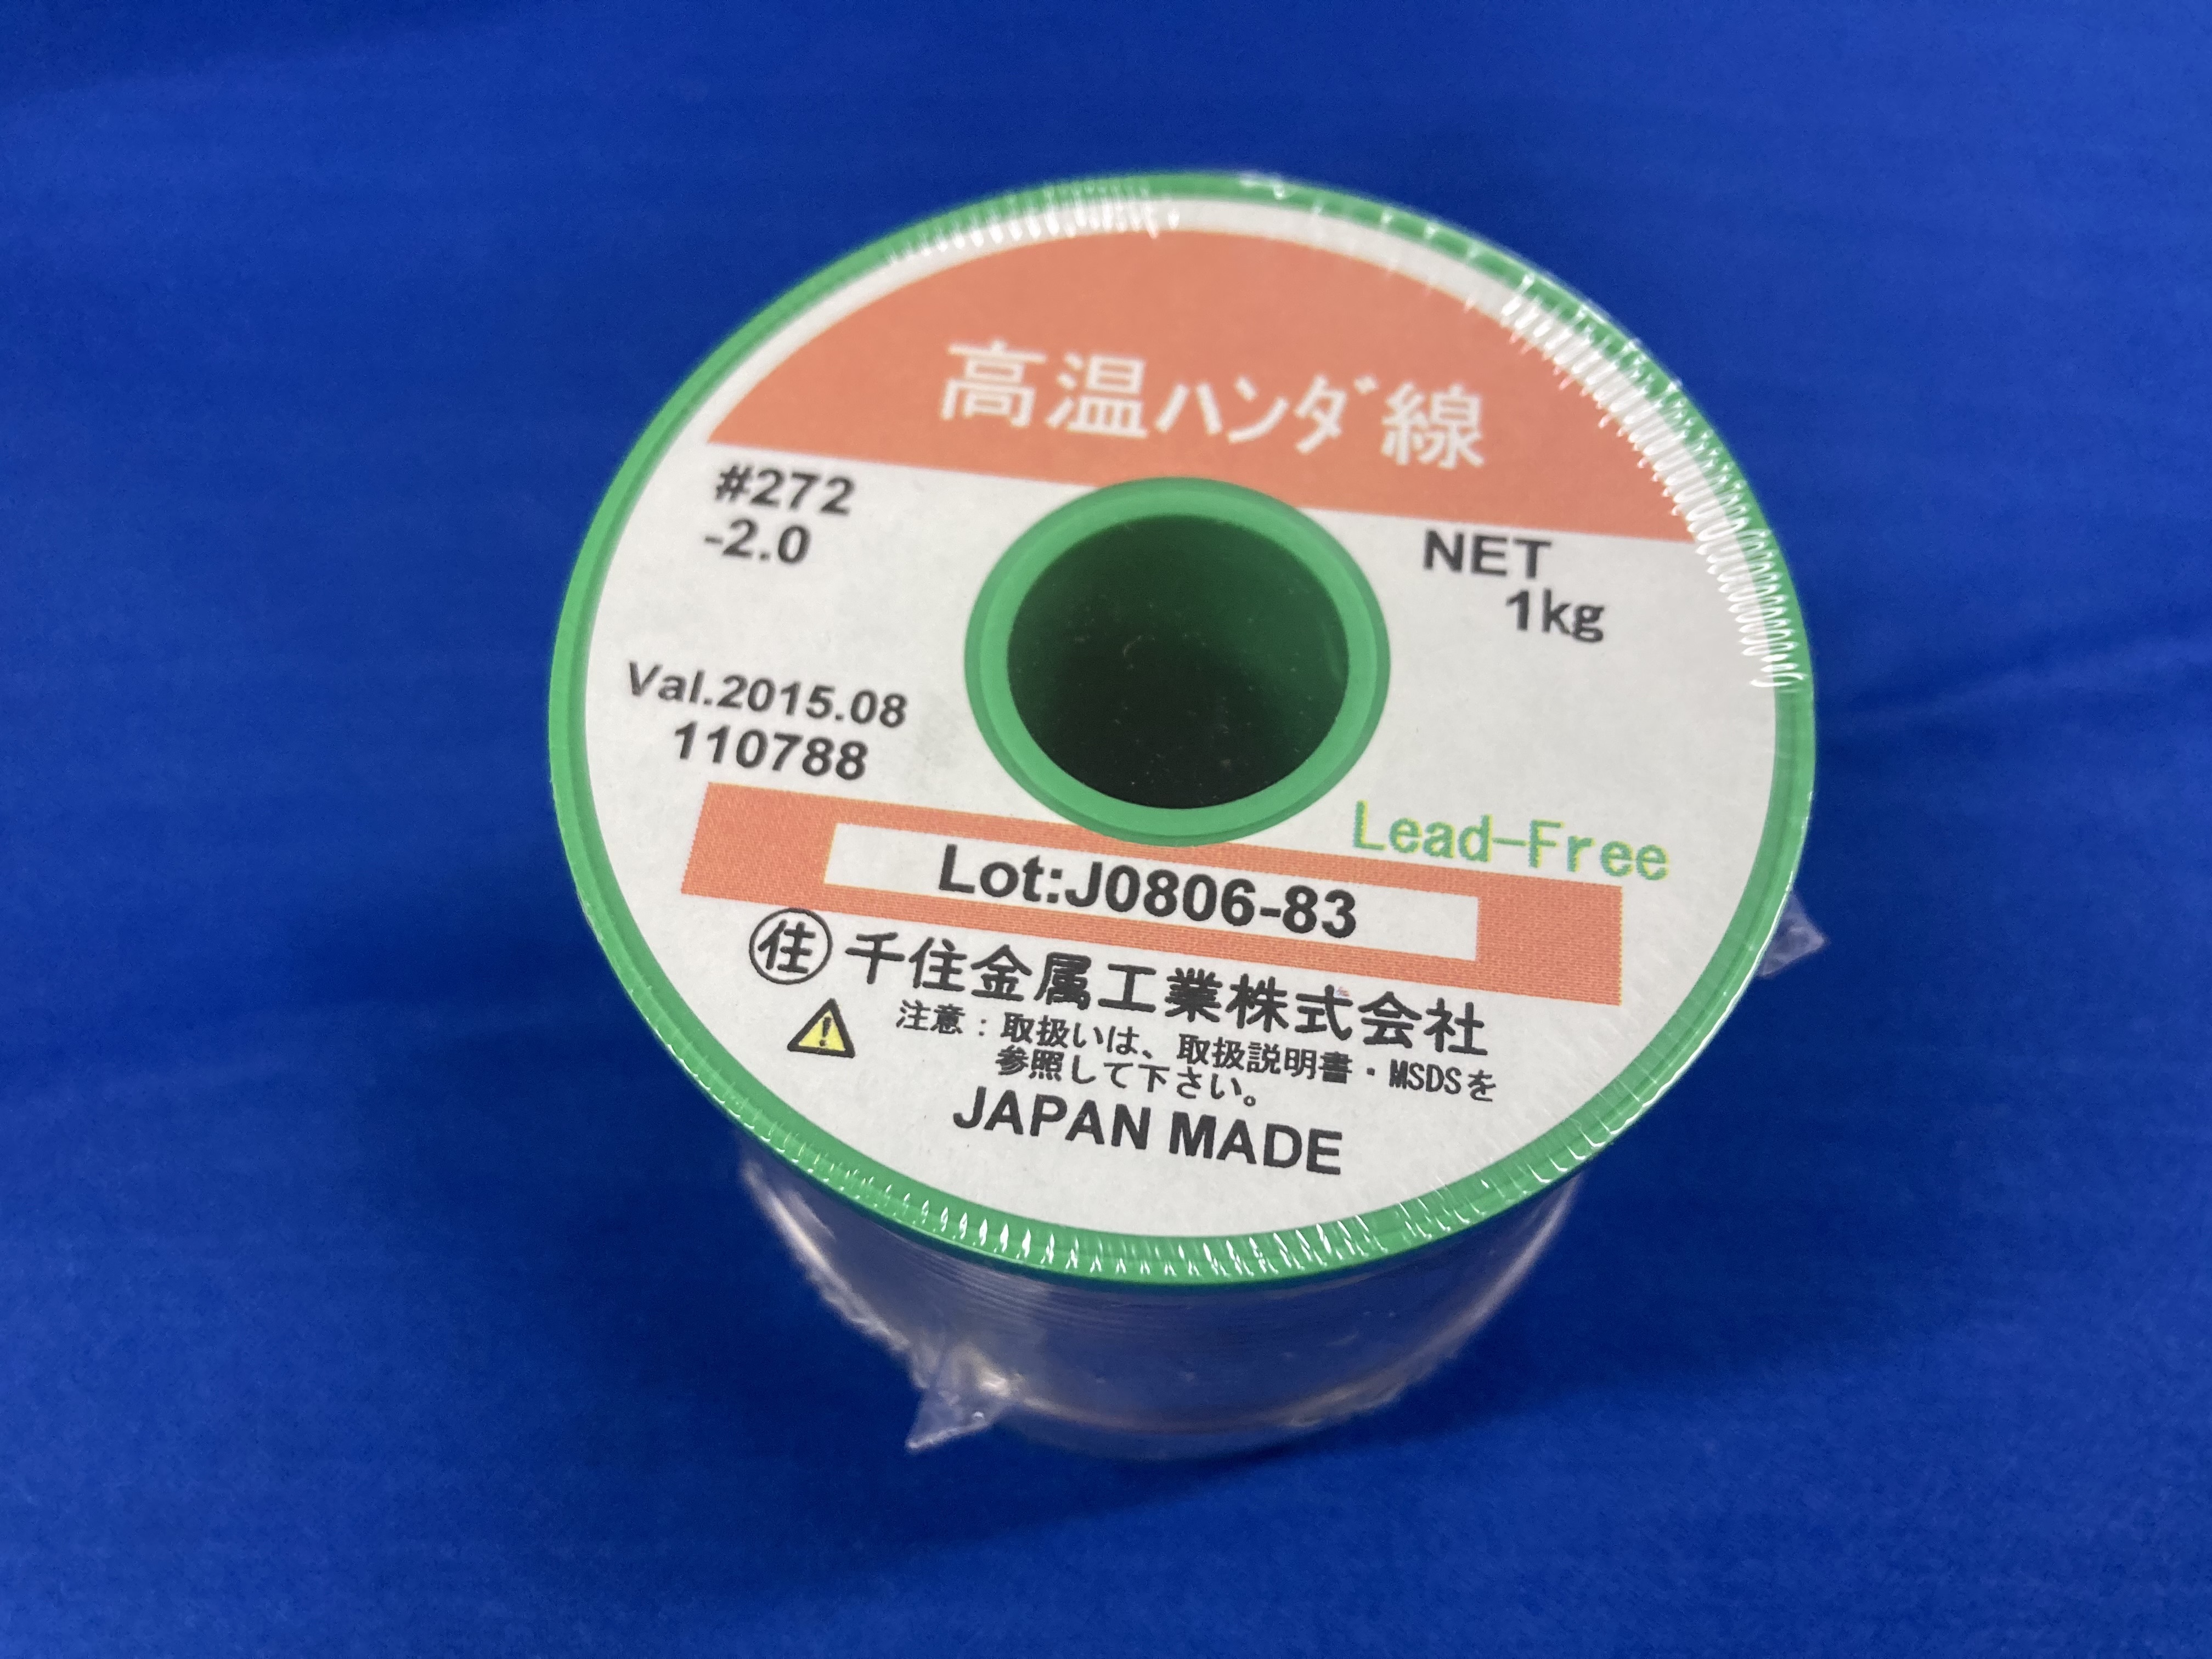 高温ﾊﾝﾀﾞ線
#272
-2.0
NET
1kg
Val.2015.08
110788
Lead-Free
Lot:J0806-83
住 千住金属工業株式会社
注意：取扱いは、取扱説明書・MSDSを
参照して下さい。
JAPAN MADE